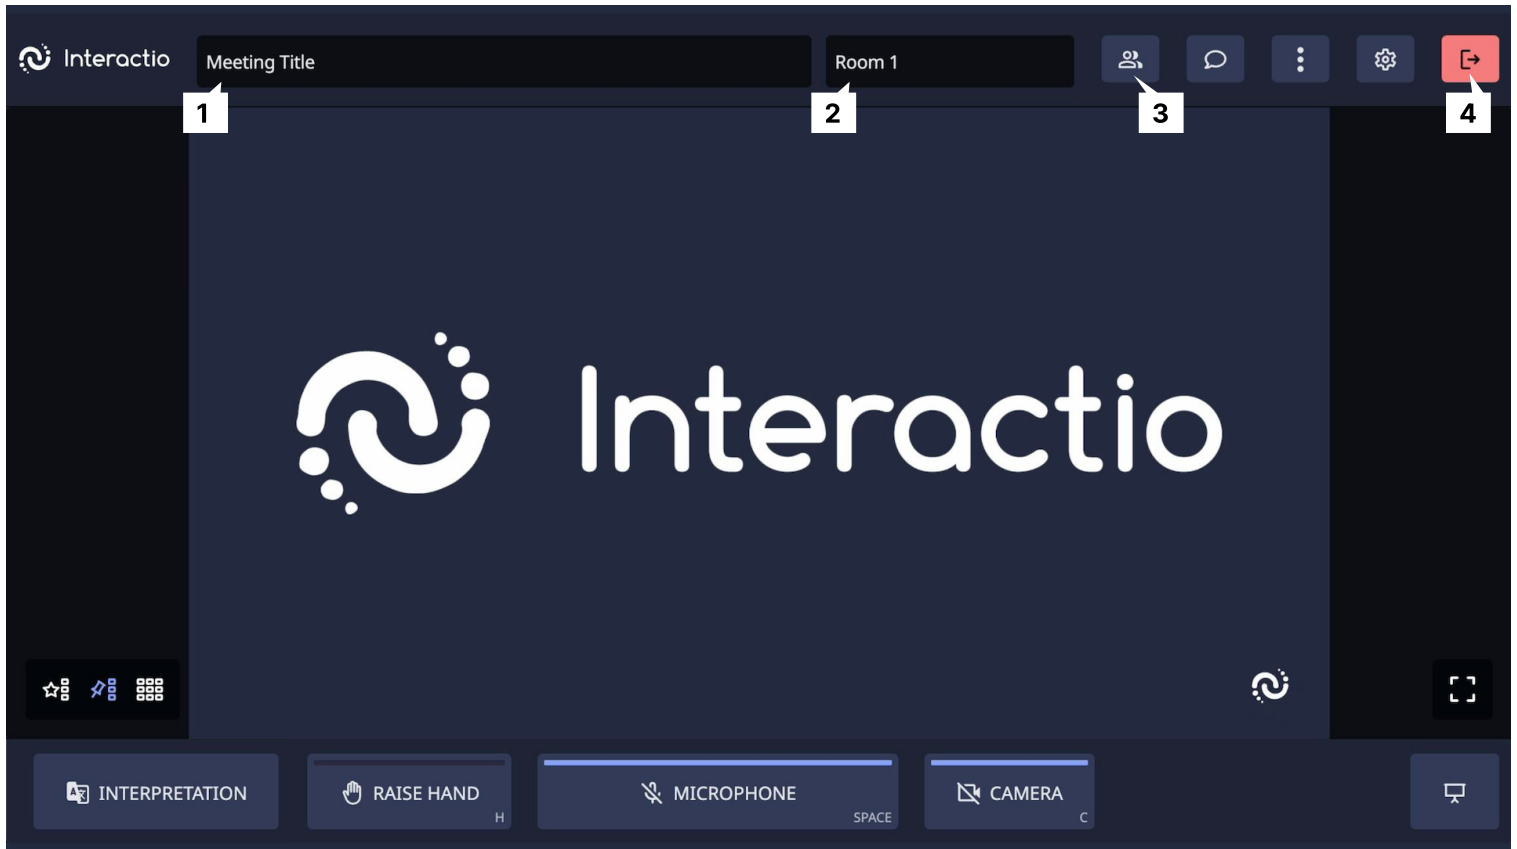 Interactio
Meeting Title
Room 1
1
2
3
4
Interactio
INTERPRETATION
RAISE HAND
H
MICROPHONE
SPACE
CAMERA
C